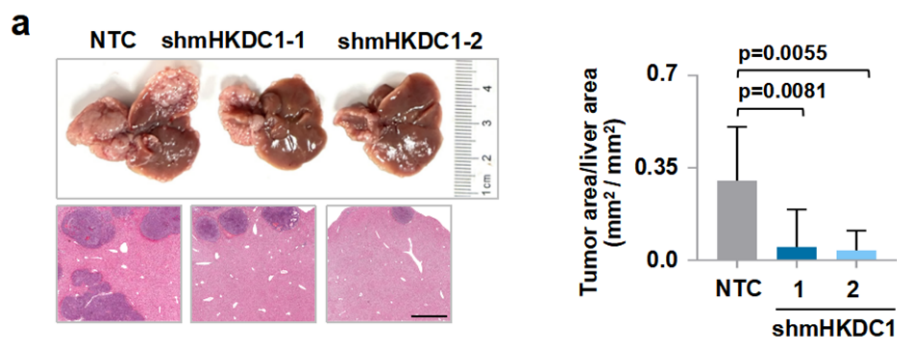 a
NTC shmHKDC1-1 shmHKDC1-2
4
3
2
1cm
Tumor area/liver area
(mm² / mm²)
0.7
0.35
0.0
p=0.0055
p=0.0081
NTC 1 2
shmHKDC1